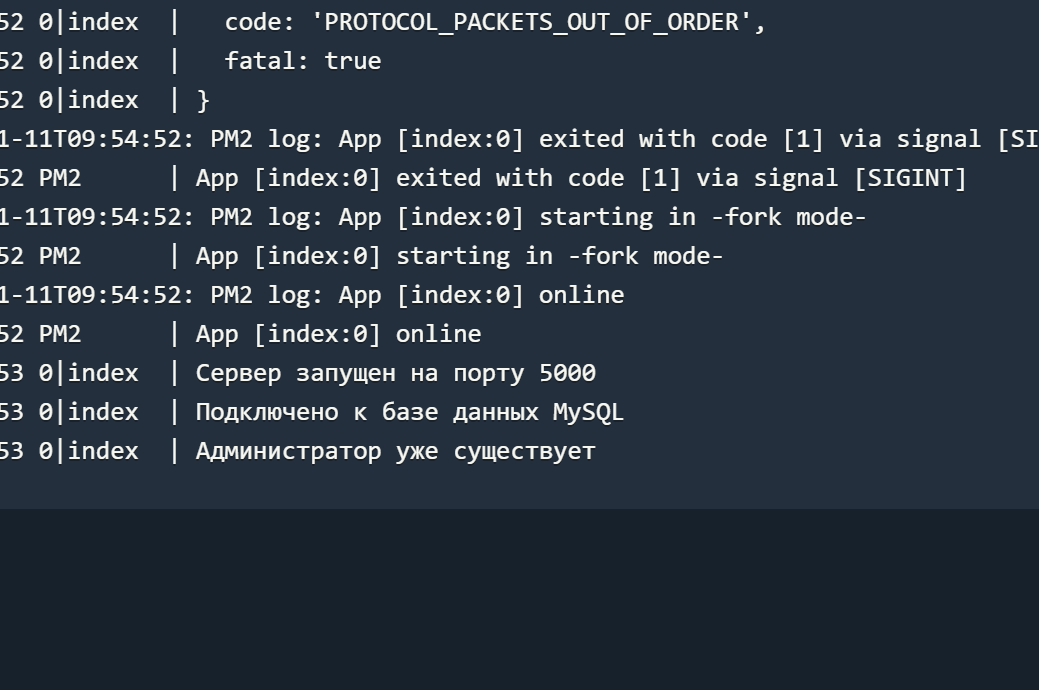 52 0|index  |   code: 'PROTOCOL_PACKETS_OUT_OF_ORDER',
52 0|index  |   fatal: true
52 0|index  | }
1-11T09:54:52: PM2 log: App [index:0] exited with code [1] via signal [SI
52 PM2      | App [index:0] exited with code [1] via signal [SIGINT]
1-11T09:54:52: PM2 log: App [index:0] starting in -fork mode-
52 PM2      | App [index:0] starting in -fork mode-
1-11T09:54:52: PM2 log: App [index:0] online
52 PM2      | App [index:0] online
53 0|index  | Сервер запущен на порту 5000
53 0|index  | Подключено к базе данных MySQL
53 0|index  | Администратор уже существует